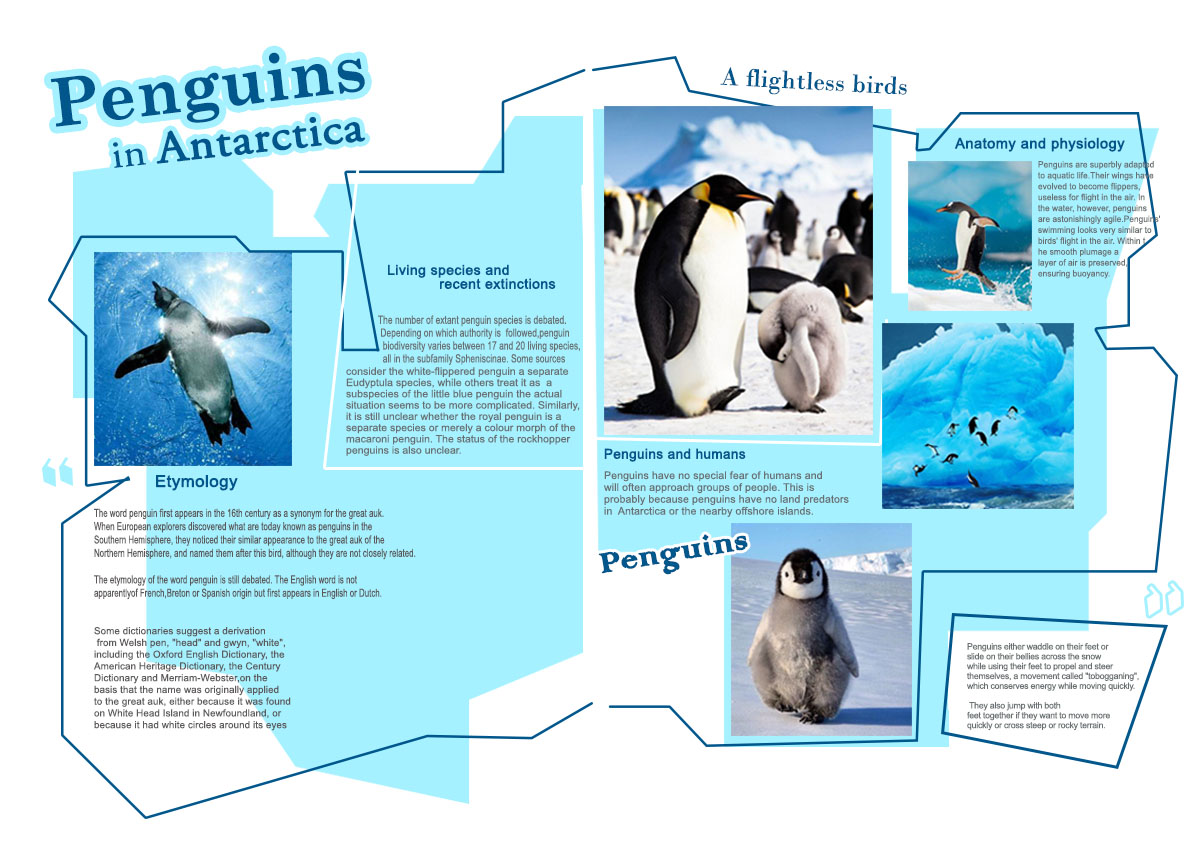 Penguins
in Antarctica
A flightless birds
Living species and
recent extinctions
The number of extant penguin species is debated.
Depending on which authority is followed,penguin
biodiversity varies between 17 and 20 living species,
all in the subfamily Spheniscinae. Some sources
consider the white-flippered penguin a separate
Eudyptula species, while others treat it as a
subspecies of the little blue penguin the actual
situation seems to be more complicated. Similarly,
it is still unclear whether the royal penguin is a
separate species or merely a colour morph of the
macaroni penguin. The status of the rockhopper
penguins is also unclear.
“
Etymology
The word penguin first appears in the 16th century as a synonym for the great auk.
When European explorers discovered what are today known as penguins in the
Southern Hemisphere, they noticed their similar appearance to the great auk of the
Northern Hemisphere, and named them after this bird, although they are not closely related.
The etymology of the word penguin is still debated. The English word is not
apparentlyof French,Breton or Spanish origin but first appears in English or Dutch.
Some dictionaries suggest a derivation
from Welsh pen, "head" and gwyn, "white",
including the Oxford English Dictionary, the
American Heritage Dictionary, the Century
Dictionary and Merriam-Webster,on the
basis that the name was originally applied
to the great auk, either because it was found
on White Head Island in Newfoundland, or
because it had white circles around its eyes
Anatomy and physiology
Penguins are superbly adapted
to aquatic life.Their wings have
evolved to become flippers,
useless for flight in the air. In
the water, however, penguins
are astonishingly agile.Penguins'
swimming looks very similar to
birds' flight in the air. Within t
he smooth plumage a
layer of air is preserved,
ensuring buoyancy.
Penguins and humans
Penguins have no special fear of humans and
will often approach groups of people. This is
probably because penguins have no land predators
in Antarctica or the nearby offshore islands.
Penguins
”
Penguins either waddle on their feet or
slide on their bellies across the snow
while using their feet to propel and steer
themselves, a movement called "tobogganing",
which conserves energy while moving quickly.
They also jump with both
feet together if they want to move more
quickly or cross steep or rocky terrain.